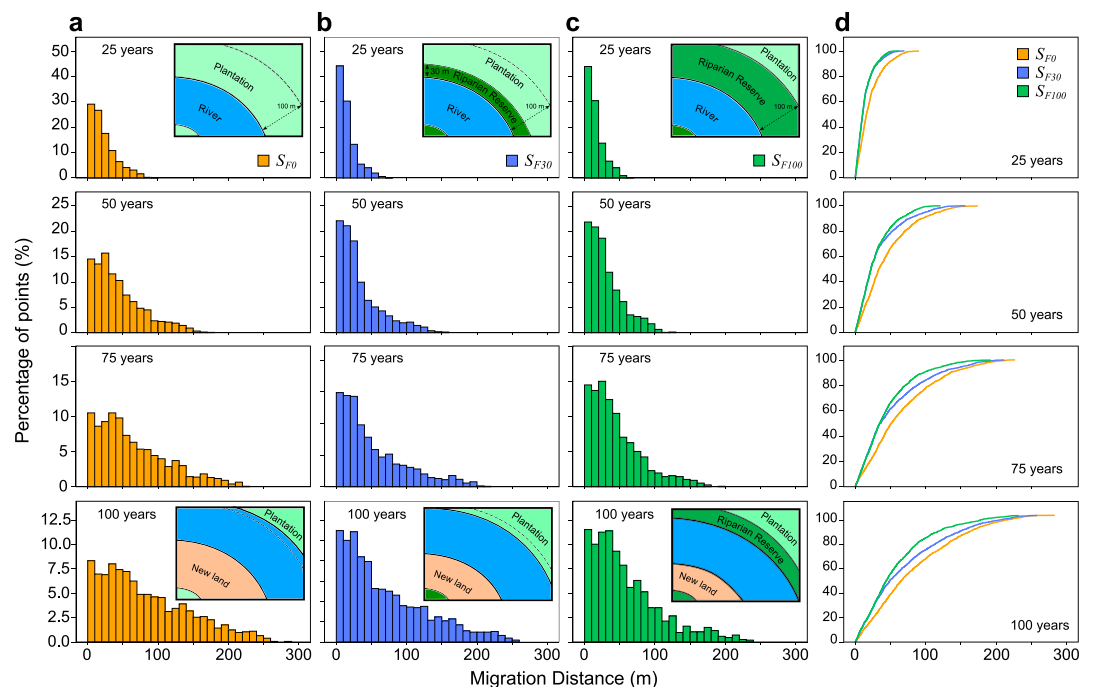 a
b
c
d
25 years
Plantation
River
100 m
S_F0
50
40
30
20
10
0
25 years
30 m
Riparian Reserve
100 m
River
S_F30
25 years
Plantation
Riparian Reserve
100 m
River
S_F100
100
80
60
40
20
0
S_F0
S_F30
S_F100
25 years
Percentage of points (%)
50 years
25
20
15
10
5
0
50 years
50 years
100
80
60
40
20
0
50 years
75 years
15
10
5
0
75 years
75 years
100
80
60
40
20
0
75 years
100 years
Plantation
New land
12.5
10.0
7.5
5.0
2.5
0.0
100 years
New land
100 years
Plantation
Riparian Reserve
New land
100
80
60
40
20
0
100 years
0 100 200 300
0 100 200 300
0 100 200 300
0 100 200 300
Migration Distance (m)